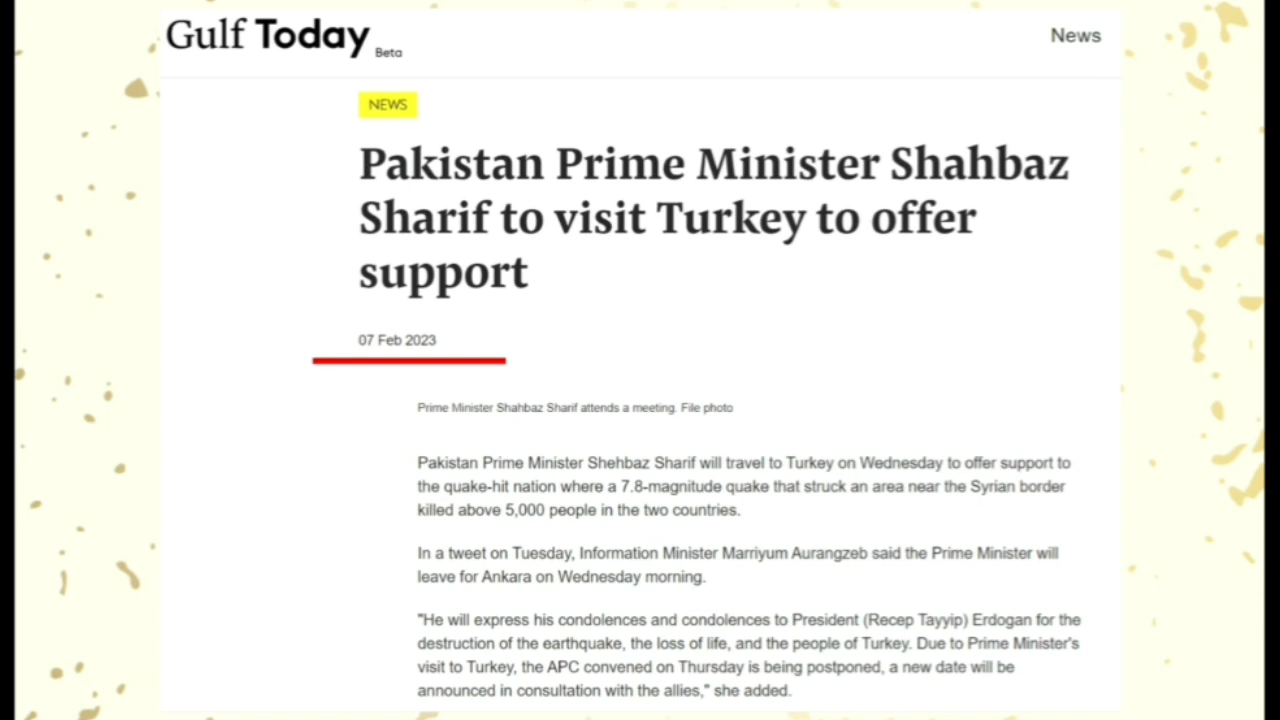 Gulf Today Beta
News
NEWS
Pakistan Prime Minister Shahbaz
Sharif to visit Turkey to offer
support
07 Feb 2023
Prime Minister Shahbaz Sharif attends a meeting. File photo
Pakistan Prime Minister Shehbaz Sharif will travel to Turkey on Wednesday to offer support to
the quake-hit nation where a 7.8-magnitude quake that struck an area near the Syrian border
killed above 5,000 people in the two countries.
In a tweet on Tuesday, Information Minister Marriyum Aurangzeb said the Prime Minister will
leave for Ankara on Wednesday morning.
"He will express his condolences and condolences to President (Recep Tayyip) Erdogan for the
destruction of the earthquake, the loss of life, and the people of Turkey. Due to Prime Minister's
visit to Turkey, the APC convened on Thursday is being postponed, a new date will be
announced in consultation with the allies," she added.